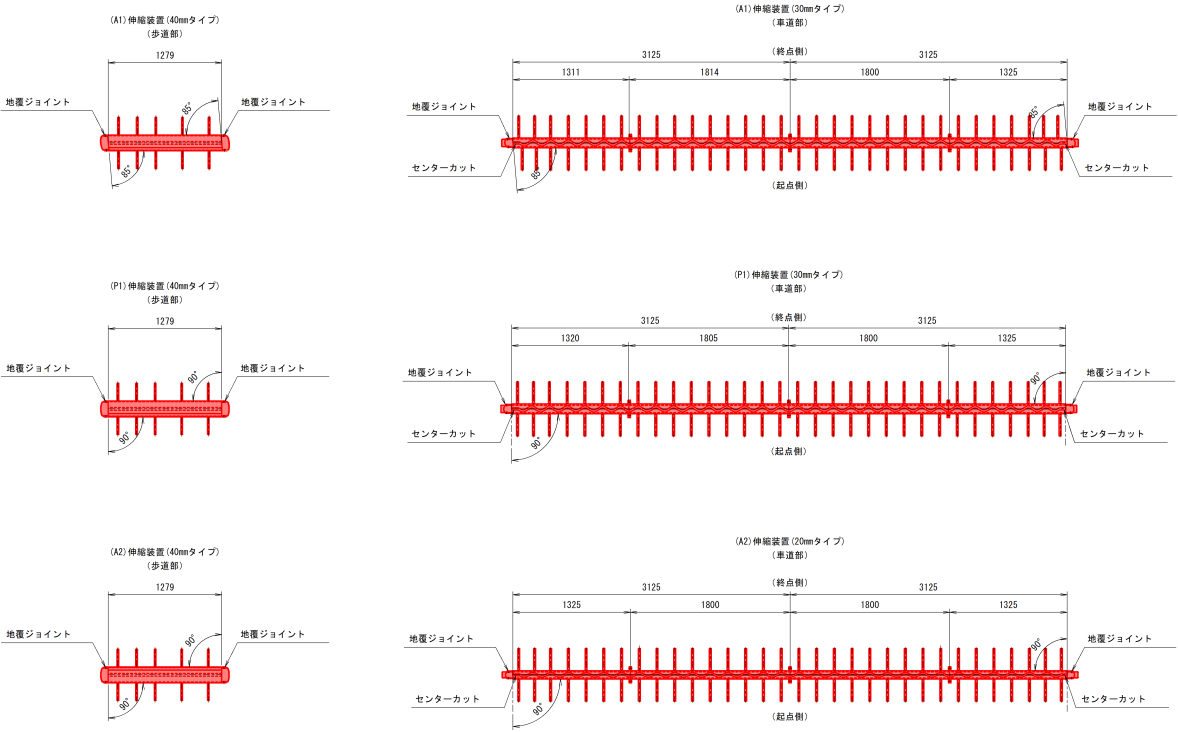 (A1)伸縮装置(40mmタイプ)
(歩道部)
1279
地覆ジョイント
地覆ジョイント
85°
85°
(A1)伸縮装置(30mmタイプ)
(車道部)
(終点側)
3125
3125
1311
1814
1800
1325
地覆ジョイント
地覆ジョイント
85°
センターカット
センターカット
85°
(起点側)
(P1)伸縮装置(40mmタイプ)
(歩道部)
1279
地覆ジョイント
地覆ジョイント
90°
90°
(P1)伸縮装置(30mmタイプ)
(車道部)
(終点側)
3125
3125
1320
1805
1800
1325
地覆ジョイント
地覆ジョイント
90°
センターカット
センターカット
90°
(起点側)
(A2)伸縮装置(40mmタイプ)
(歩道部)
1279
地覆ジョイント
地覆ジョイント
90°
90°
(A2)伸縮装置(20mmタイプ)
(車道部)
(終点側)
3125
3125
1325
1800
1800
1325
地覆ジョイント
地覆ジョイント
90°
センターカット
センターカット
90°
(起点側)